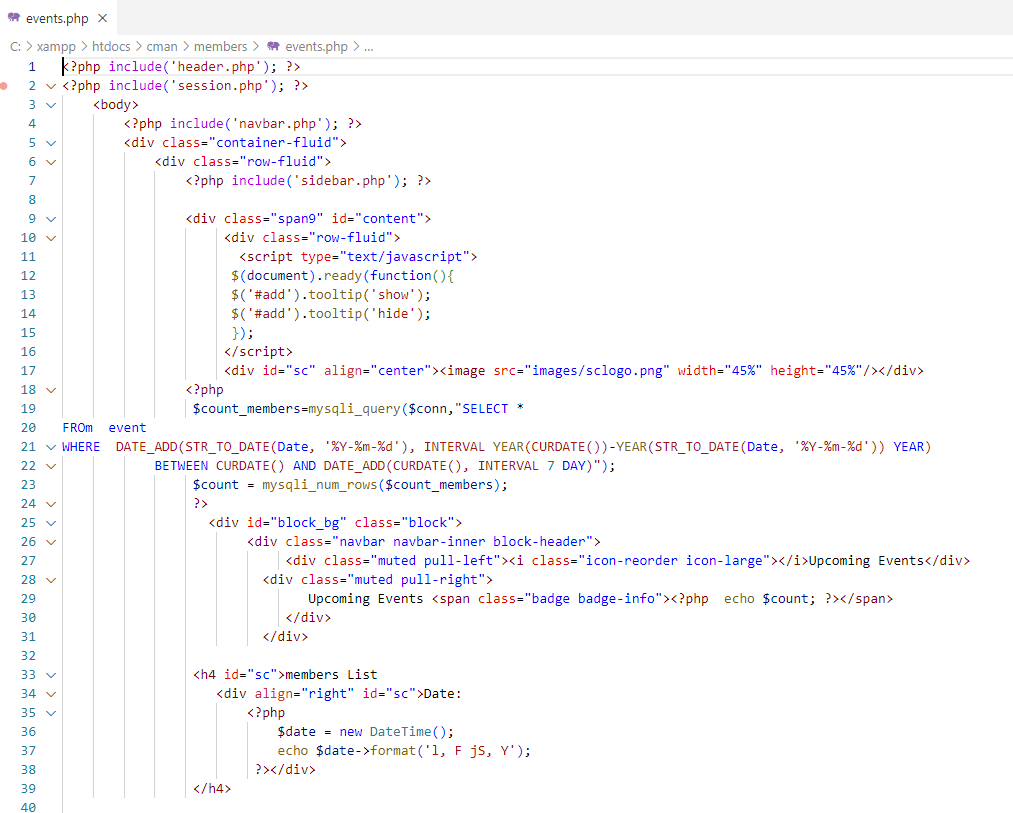 events.php
C: > xampp > htdocs > cman > members > events.php > ...
1 <?php include('header.php'); ?>
2 <?php include('session.php'); ?>
3 <body>
4 <?php include('navbar.php'); ?>
5 <div class="container-fluid">
6 <div class="row-fluid">
7 <?php include('sidebar.php'); ?>
8
9 <div class="span9" id="content">
10 <div class="row-fluid">
11 <script type="text/javascript">
12 $(document).ready(function(){
13 $('#add').tooltip('show');
14 $('#add').tooltip('hide');
15 });
16 </script>
17 <div id="sc" align="center"><image src="images/sclogo.png" width="45%" height="45%"/></div>
18 <?php
19 $count_members=mysqli_query($conn,"SELECT *
20 FROm  event
21 WHERE  DATE_ADD(STR_TO_DATE(Date, '%Y-%m-%d'), INTERVAL YEAR(CURDATE())-YEAR(STR_TO_DATE(Date, '%Y-%m-%d')) YEAR)
22 BETWEEN CURDATE() AND DATE_ADD(CURDATE(), INTERVAL 7 DAY)");
23 $count = mysqli_num_rows($count_members);
24 ?>
25 <div id="block_bg" class="block">
26 <div class="navbar navbar-inner block-header">
27 <div class="muted pull-left"><i class="icon-reorder icon-large"></i>Upcoming Events</div>
28 <div class="muted pull-right">
29 Upcoming Events <span class="badge badge-info"><?php  echo $count; ?></span>
30 </div>
31 </div>
32
33 <h4 id="sc">members List
34 <div align="right" id="sc">Date:
35 <?php
36 $date = new DateTime();
37 echo $date->format('l, F jS, Y');
38 ?></div>
39 </h4>
40